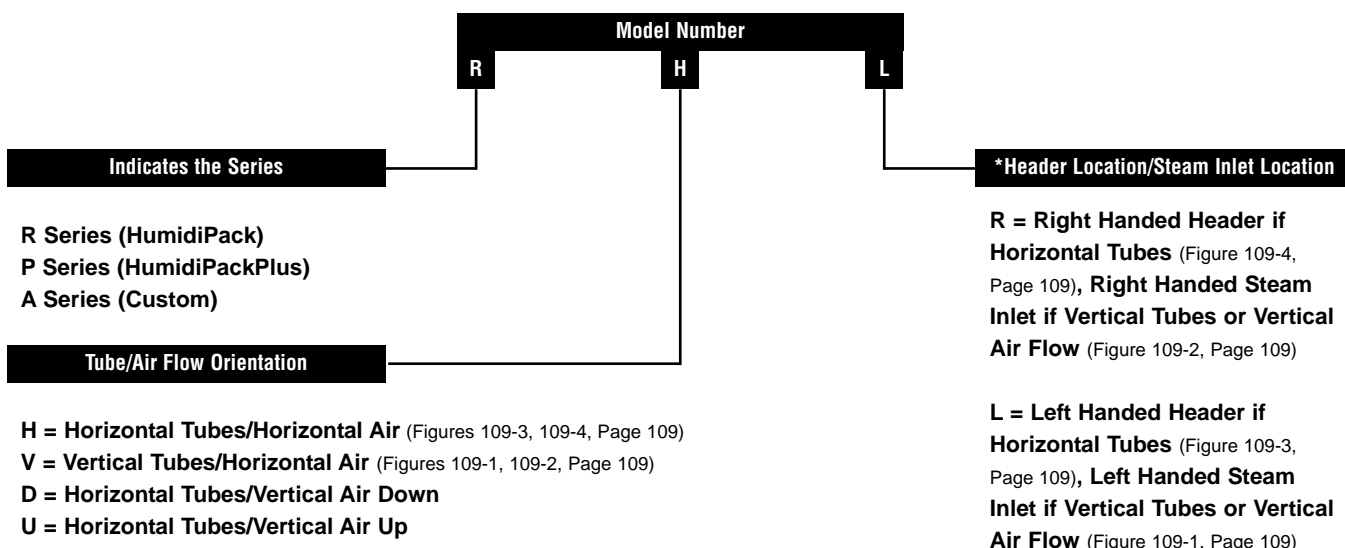 Model Number
R H L
Indicates the Series
R Series (HumidiPack)
P Series (HumidiPackPlus)
A Series (Custom)
Tube/Air Flow Orientation
H = Horizontal Tubes/Horizontal Air (Figures 109-3, 109-4, Page 109)
V = Vertical Tubes/Horizontal Air (Figures 109-1, 109-2, Page 109)
D = Horizontal Tubes/Vertical Air Down
U = Horizontal Tubes/Vertical Air Up
*Header Location/Steam Inlet Location
R = Right Handed Header if
Horizontal Tubes (Figure 109-4,
Page 109), Right Handed Steam
Inlet if Vertical Tubes or Vertical
Air Flow (Figure 109-2, Page 109)
L = Left Handed Header if
Horizontal Tubes (Figure 109-3,
Page 109), Left Handed Steam
Inlet if Vertical Tubes or Vertical
Air Flow (Figure 109-1, Page 109)